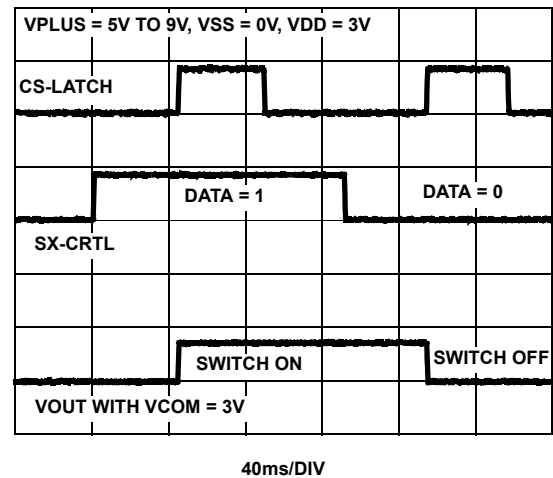 VPLUS = 5V TO 9V, VSS = 0V, VDD = 3V
CS-LATCH
DATA = 1
DATA = 0
SX-CRTL
SWITCH ON
SWITCH OFF
VOUT WITH VCOM = 3V
40ms/DIV